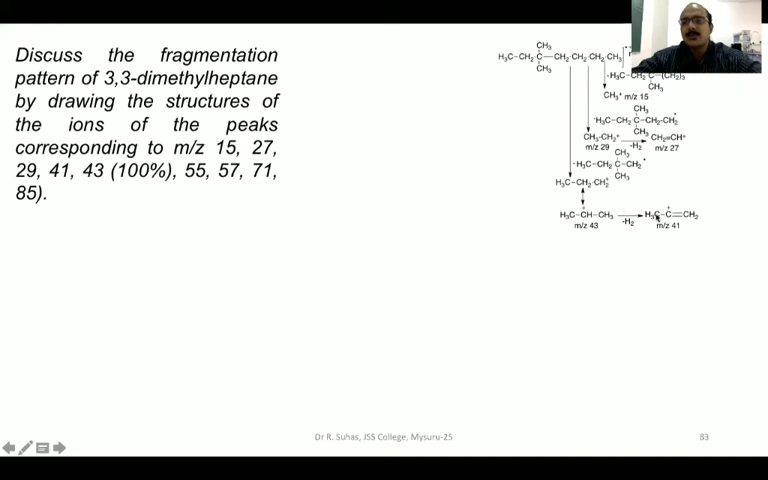 Discuss the fragmentation
pattern of 3,3-dimethylheptane
by drawing the structures of
the ions of the peaks
corresponding to m/z 15, 27,
29, 41, 43 (100%), 55, 57, 71,
85).
CH₃
H₃C-CH₂-C-CH₂-CH₂-CH₂-CH₃
CH₃
-H₃C-CH₂-C-(CH₂)₃
CH₃
CH₃⁺ m/z 15
CH₃
-H₃C-CH₂-C-CH₂-CH₂•
CH₃
CH₃-CH₂⁺ -H₂ CH₂=CH⁺
m/z 29 m/z 27
CH₃
-H₃C-CH₂-C-CH₂•
CH₃
H₃C-CH₂-CH₂⁺
H₃C-CH-CH₃ -H₂ H₃C-C=CH₂
m/z 43 m/z 41
Dr R. Suhas, JSS College, Mysuru-25
83